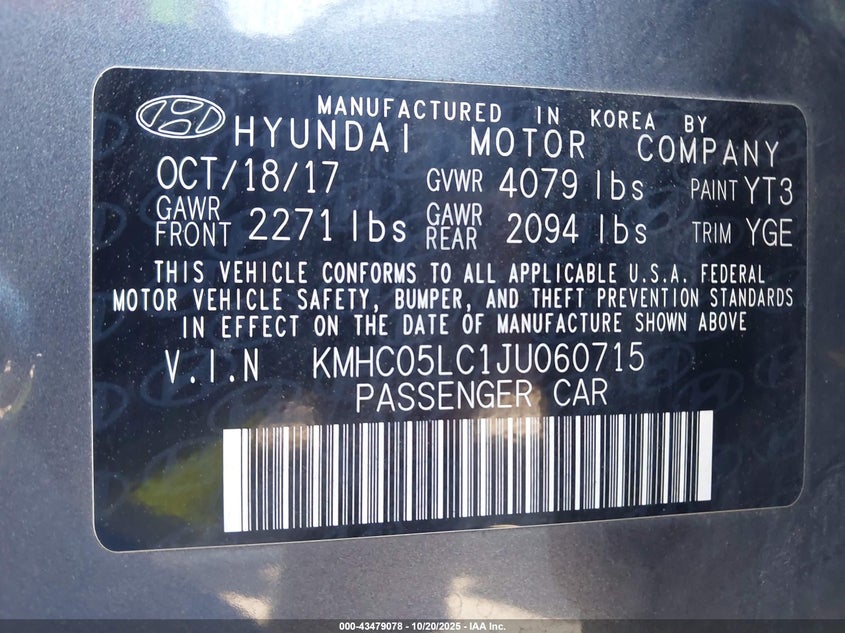 MANUFACTURED IN KOREA BY
HYUNDAI MOTOR COMPANY
OCT/18/17 GVWR 4079 lbs PAINT YT3
GAWR FRONT 2271 lbs GAWR REAR 2094 lbs TRIM YGE
THIS VEHICLE CONFORMS TO ALL APPLICABLE U.S.A. FEDERAL
MOTOR VEHICLE SAFETY, BUMPER, AND THEFT PREVENTION STANDARDS
IN EFFECT ON THE DATE OF MANUFACTURE SHOWN ABOVE
V.I.N KMHC05LC1JU060715
PASSENGER CAR
000-43479078 - 10/20/2025 - IAA Inc.